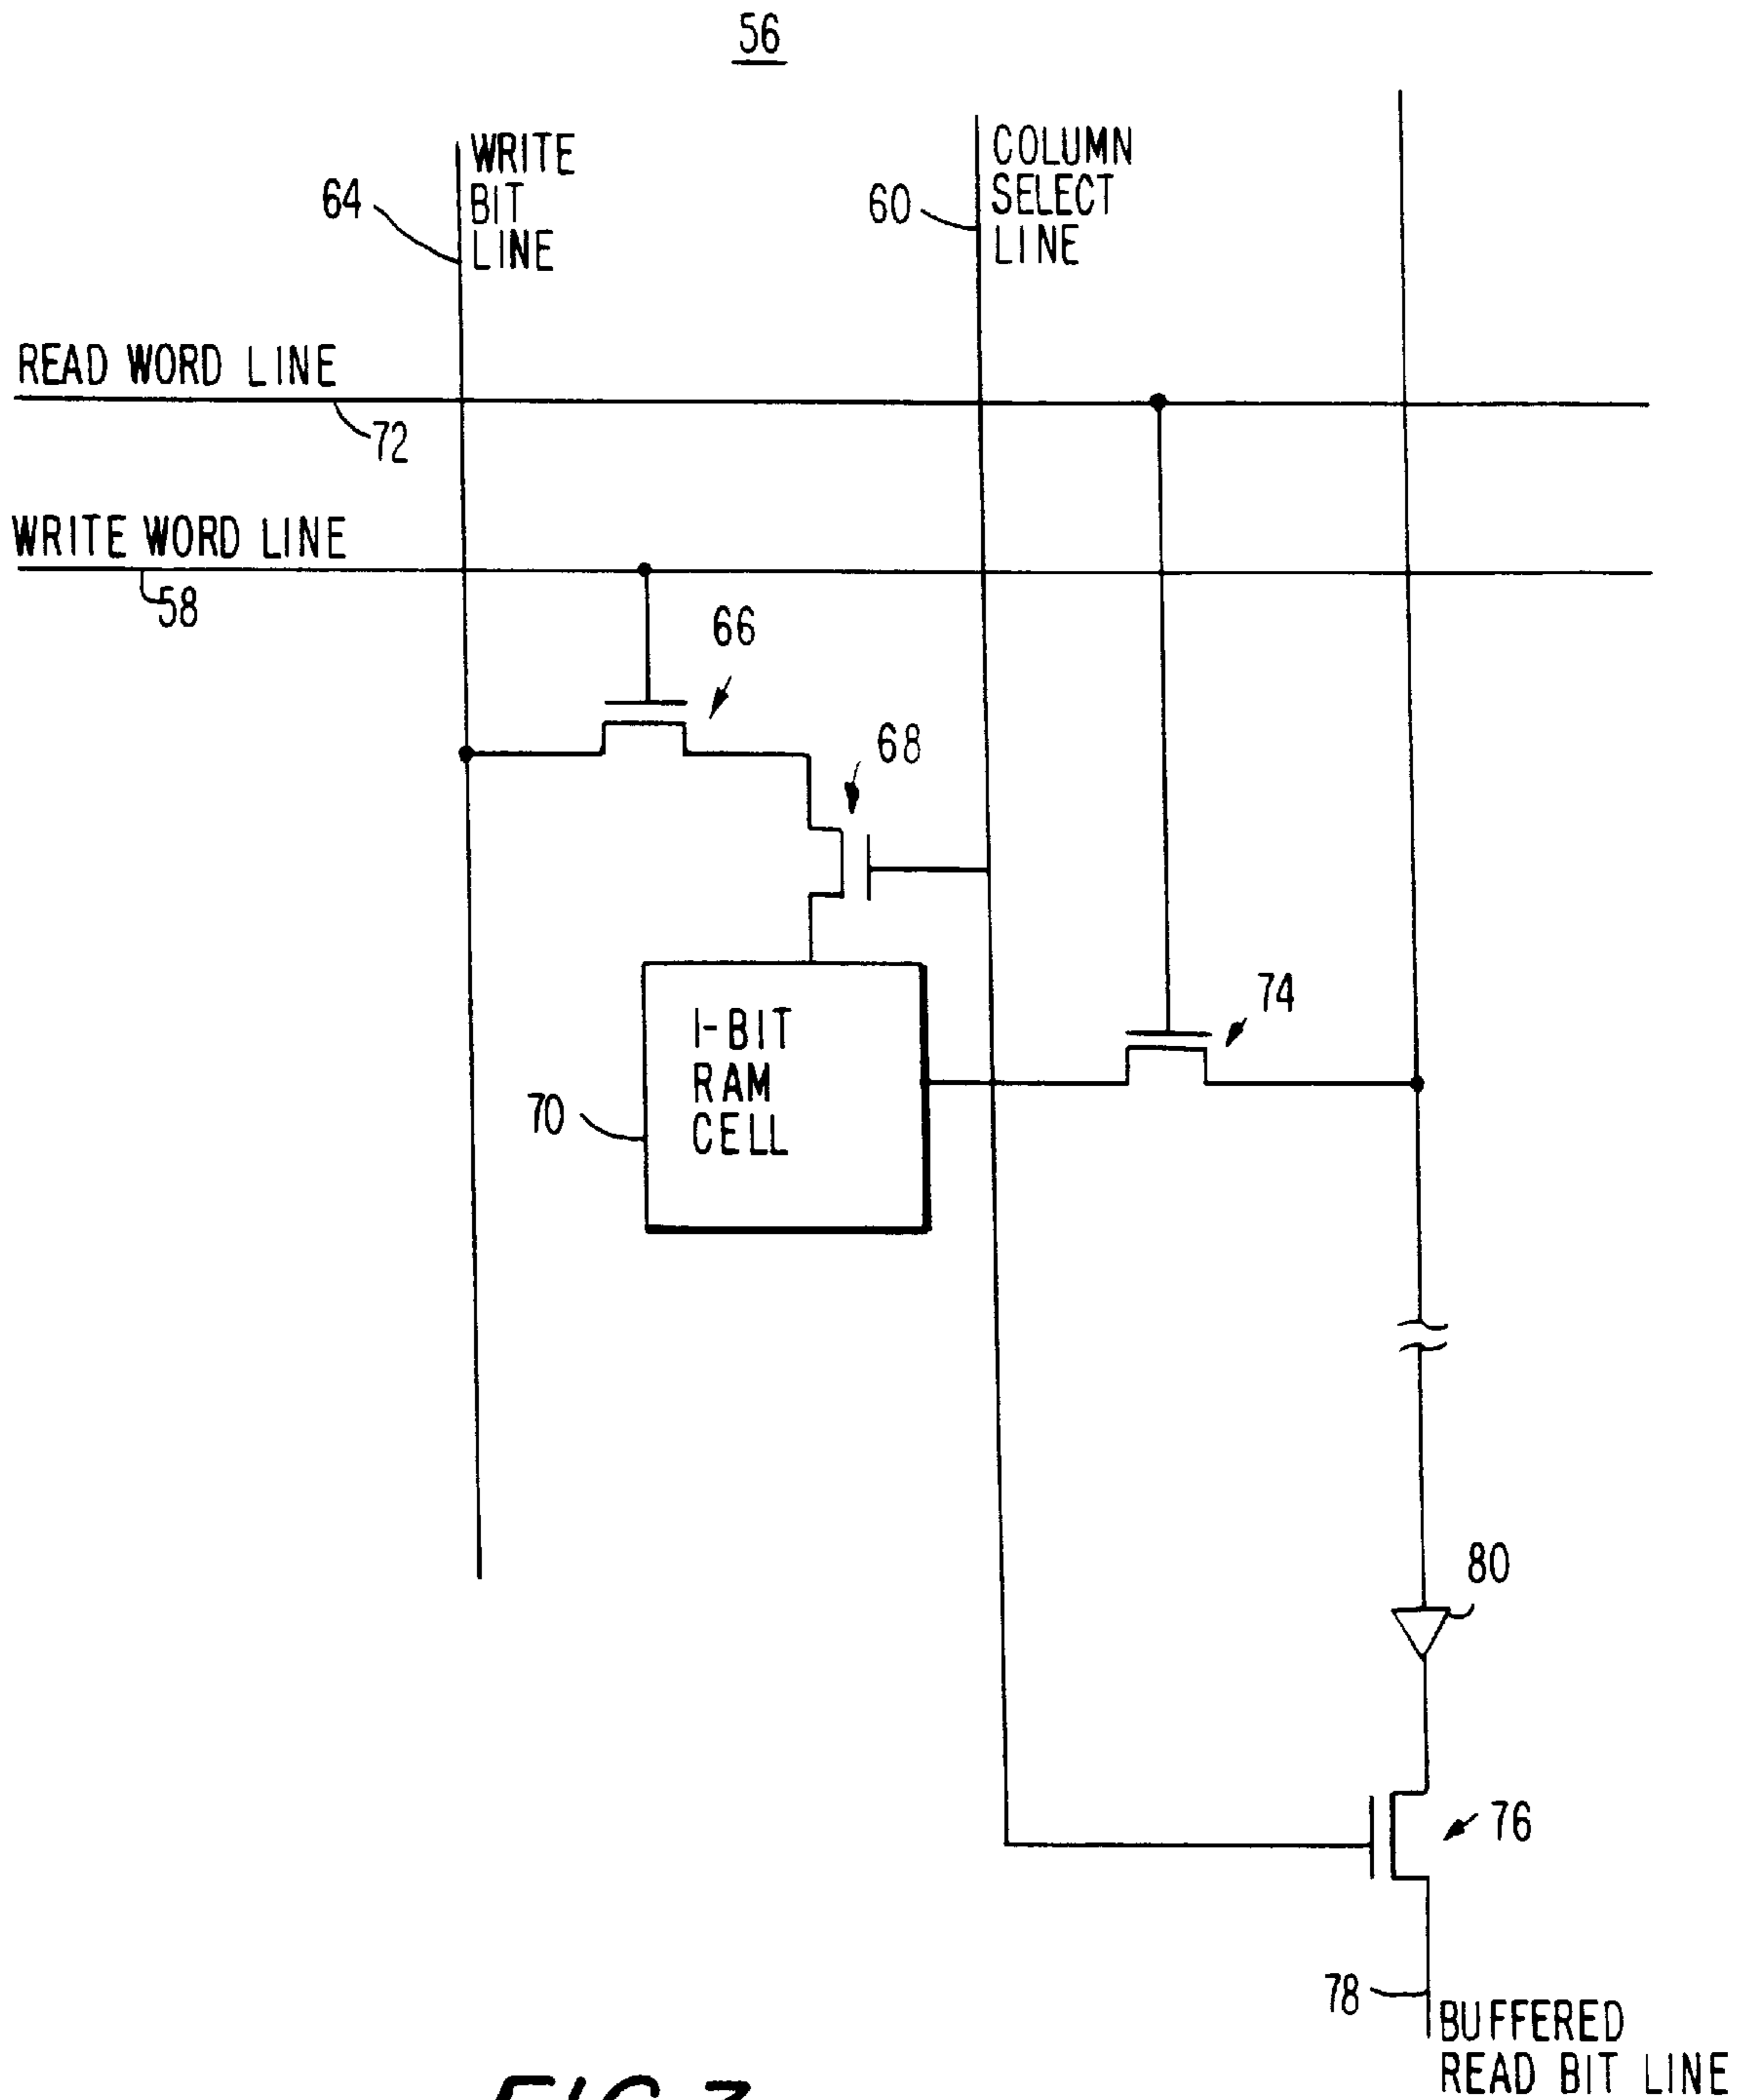 56
WRITE
BIT
LINE
64
COLUMN
SELECT
LINE
60
READ WORD LINE
72
WRITE WORD LINE
58
66
68
74
1-BIT
RAM
CELL
70
80
76
78
BUFFERED
READ BIT LINE